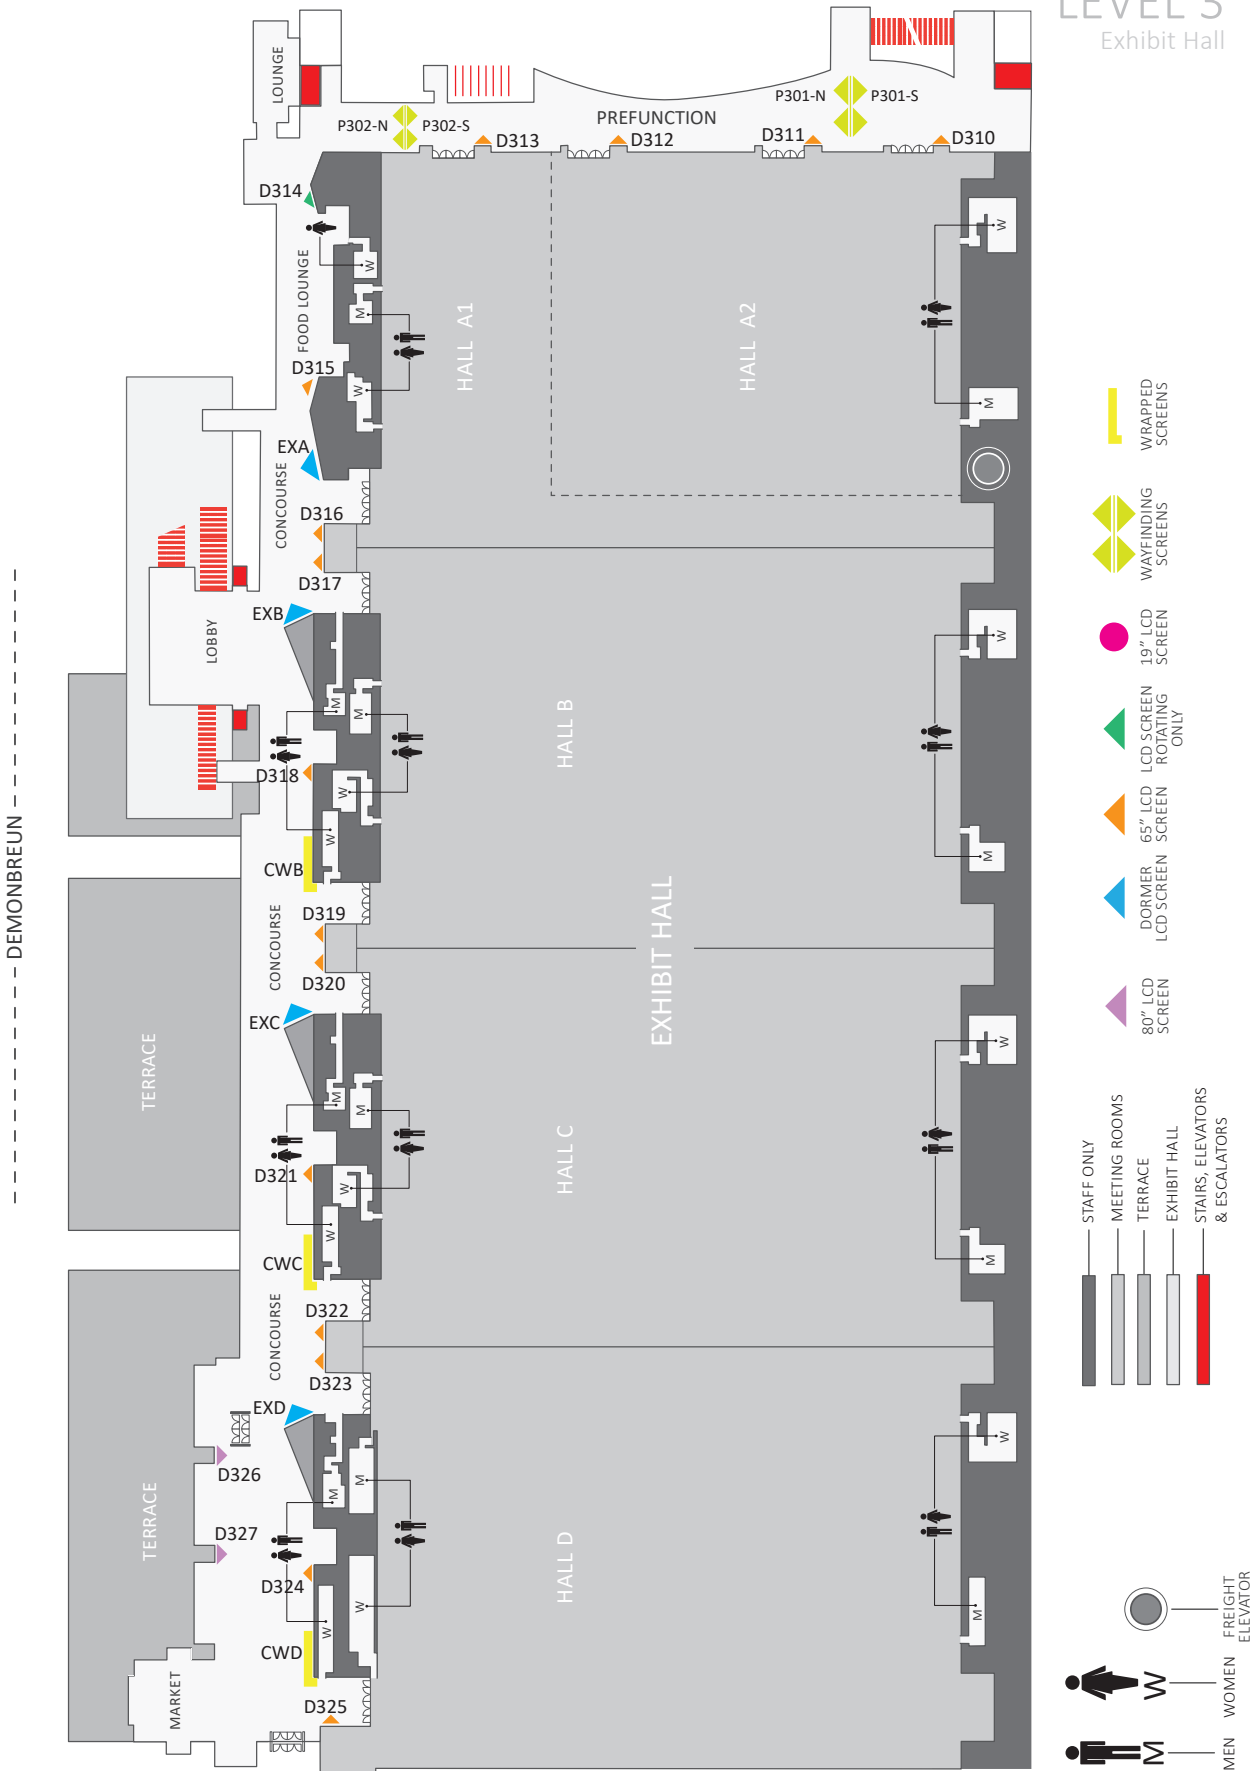 LEVEL 3
Exhibit Hall
LOUNGE
P302-N
P302-S
PREFUNCTION
P301-N
P301-S
D313
D312
D311
D310
D314
FOOD LOUNGE
W
M
W
W
M
HALL A1
HALL A2
D315
EXA
CONCOURSE
D316
D317
EXB
LOBBY
M
M
W
W
W
M
HALL B
D318
CWB
CONCOURSE
D319
D320
EXC
EXHIBIT HALL
DEMONBREUN
TERRACE
M
M
W
W
W
M
HALL C
D321
CWC
CONCOURSE
D322
D323
EXD
D326
D327
TERRACE
M
M
W
W
W
M
HALL D
D324
CWD
D325
MARKET
WRAPPED
SCREENS
WAYFINDING
SCREENS
19" LCD
SCREEN
LCD SCREEN
ROTATING
ONLY
65" LCD
SCREEN
DORMER
LCD SCREEN
80" LCD
SCREEN
STAFF ONLY
MEETING ROOMS
TERRACE
EXHIBIT HALL
STAIRS, ELEVATORS
& ESCALATORS
FREIGHT
ELEVATOR
W
WOMEN
M
MEN